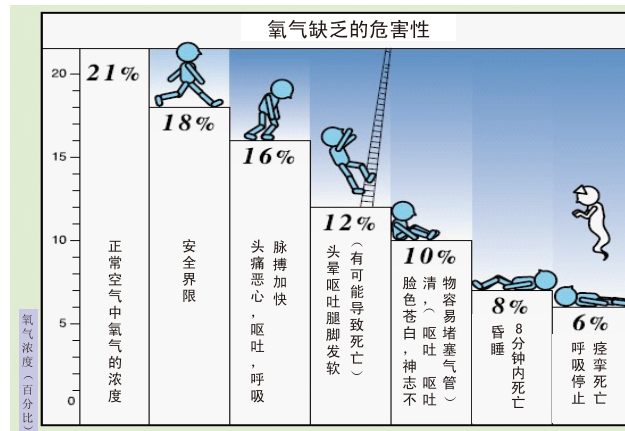 氧气缺乏的危害性
20
15
10
5
0
氧气浓度(百分比)
21%
正常空气中氧气的浓度
18%
安全界限
16%
头痛恶心,呕吐,呼吸
脉搏加快
12%
头晕呕吐腿脚发软
(有可能导致死亡)
10%
脸色苍白,神志不
清,(呕吐 呕吐
物容易堵塞气管)
8%
昏睡
8分钟内死亡
6%
呼吸停止
痉挛死亡